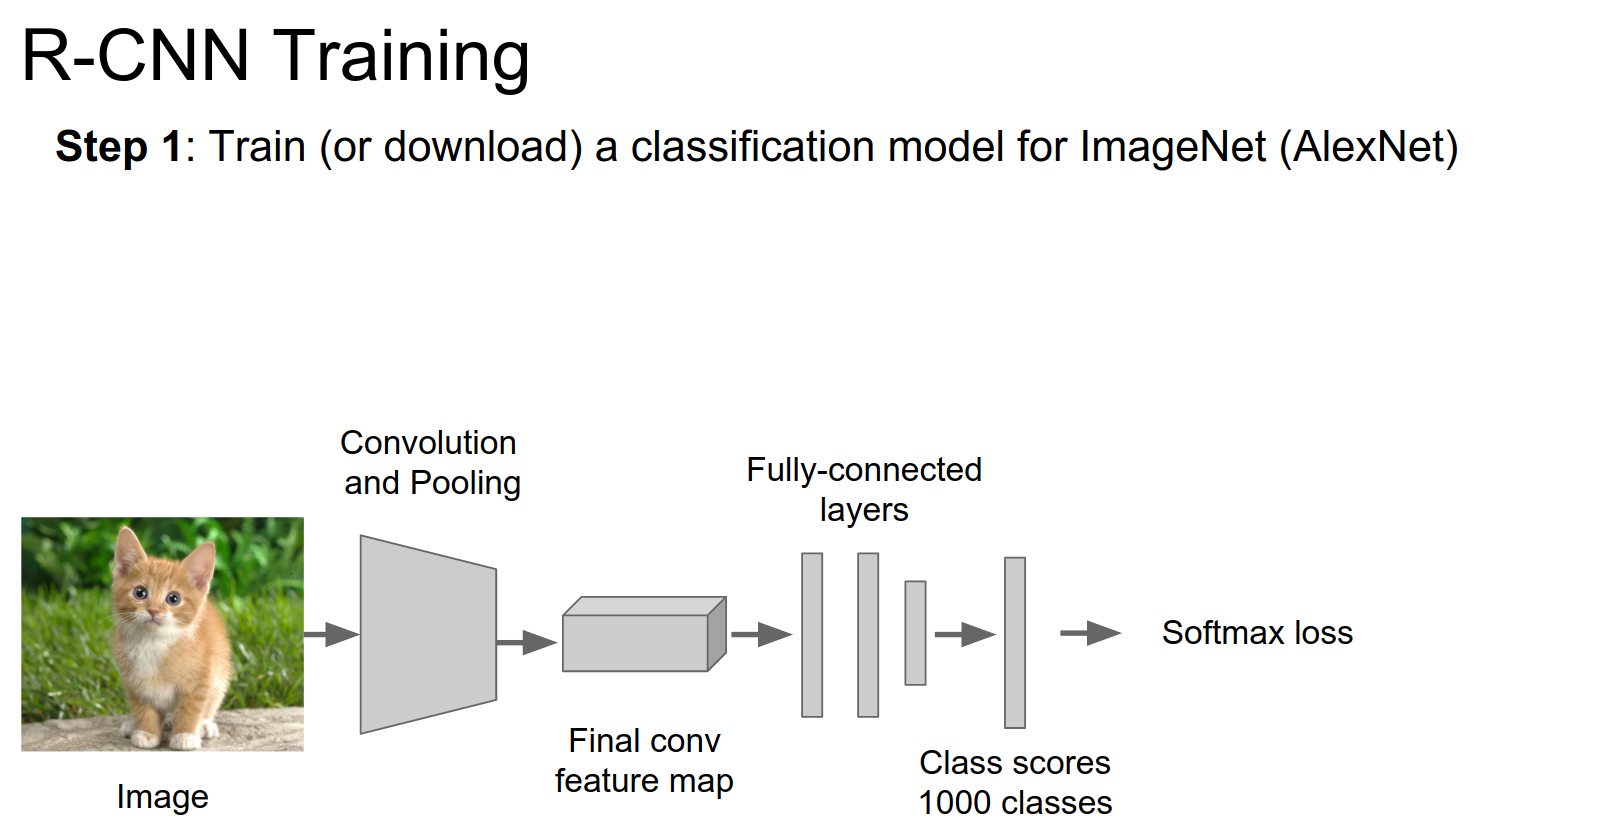 R-CNN Training
Step 1: Train (or download) a classification model for ImageNet (AlexNet)
Convolution
and Pooling
Fully-connected
layers
Softmax loss
Final conv
feature map
Class scores
1000 classes
Image